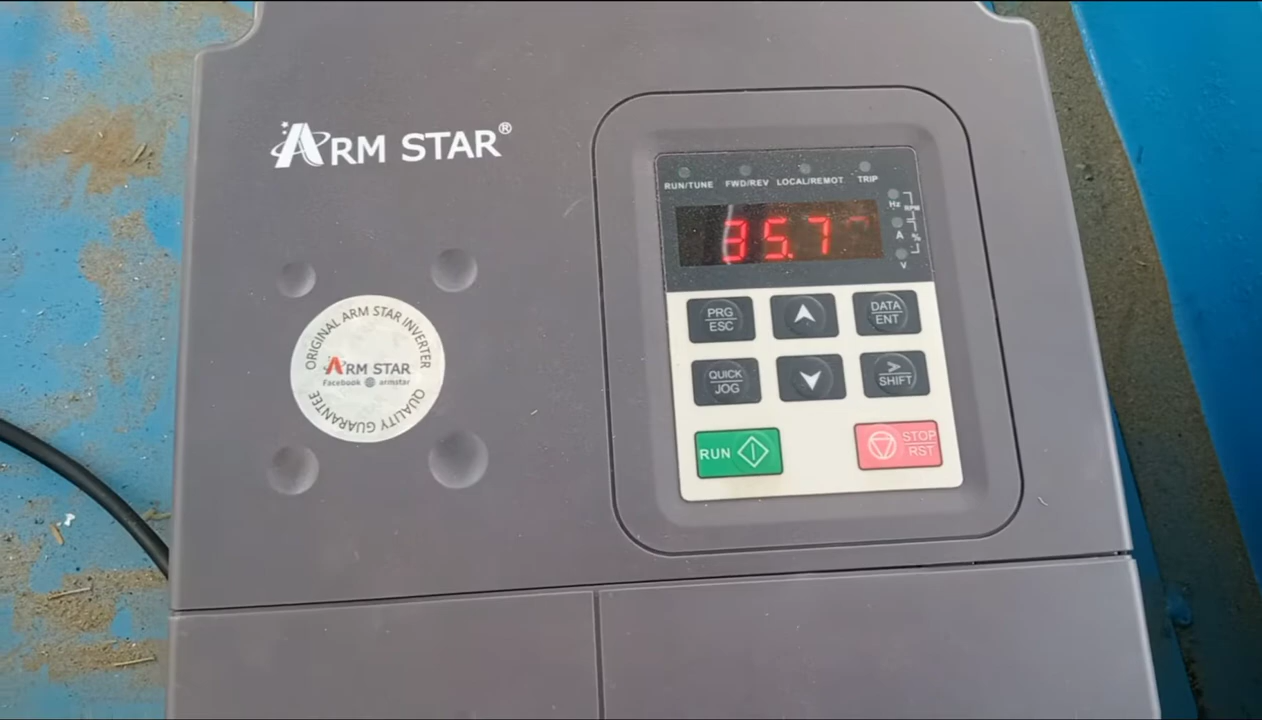 ARM STAR®
RUN/TUNE FWD/REV LOCAL/REMOT TRIP
Hz
RPM
A
%
V
35.7
PRG
ESC
DATA
ENT
QUICK
JOG
>
SHIFT
RUN
STOP
RST
ORIGINAL ARM STAR INVERTER
ARM STAR
Facebook armstar
QUALITY GUARANTEE